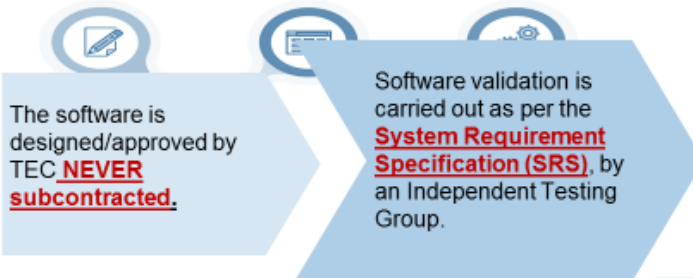 The software is
designed/approved by
TEC NEVER
subcontracted.
Software validation is
carried out as per the
System Requirement
Specification (SRS), by
an Independent Testing
Group.